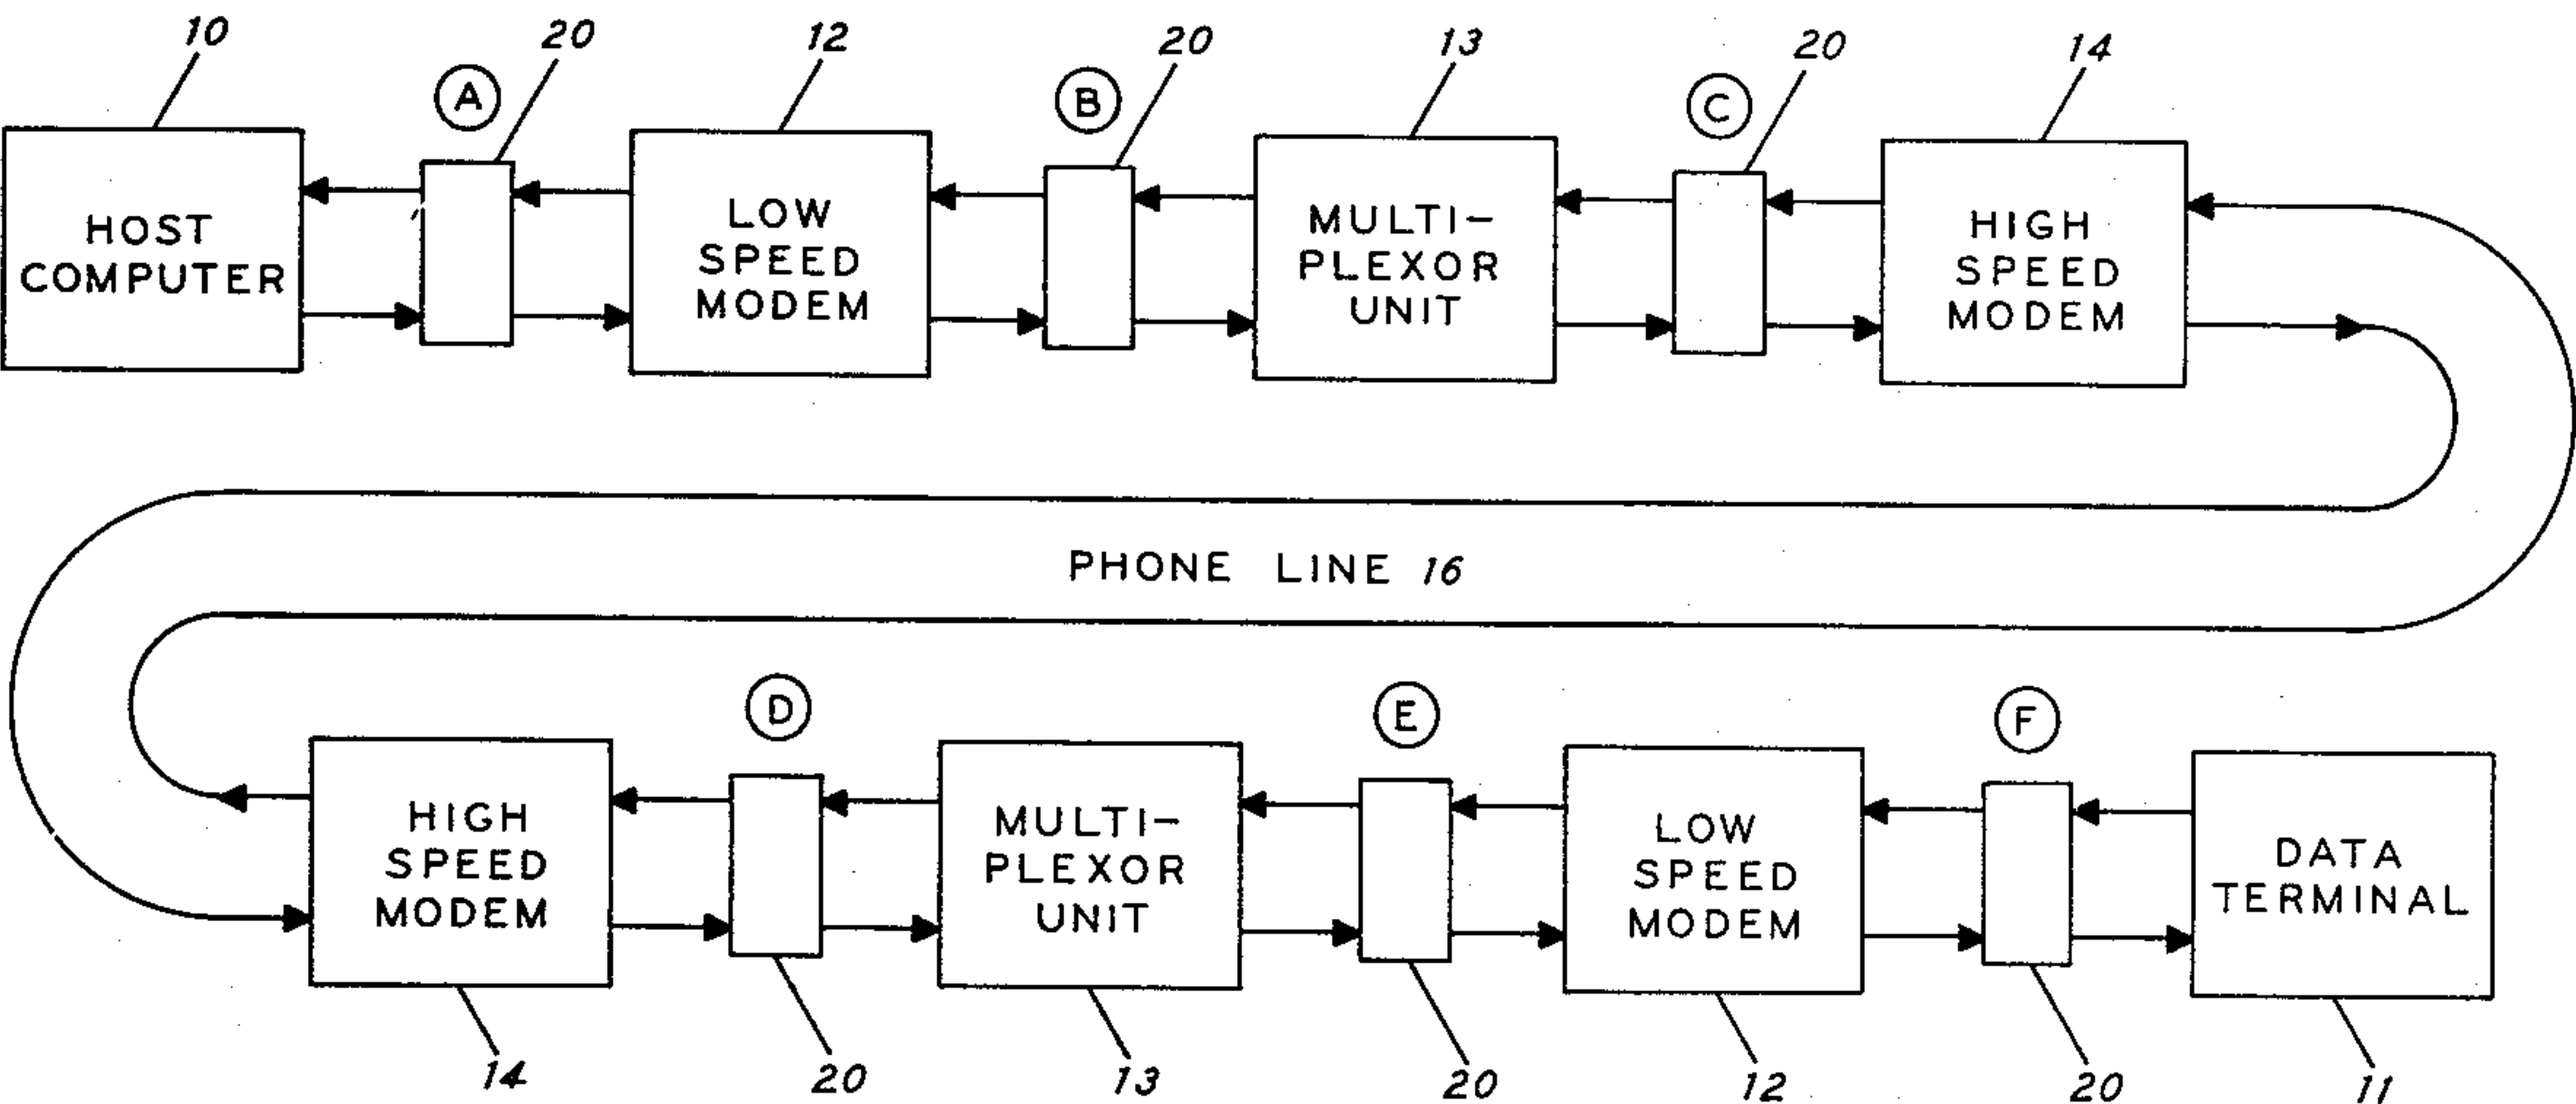 10
20
12
20
13
20
14
A
B
C
HOST
COMPUTER
LOW
SPEED
MODEM
MULTI-
PLEXOR
UNIT
HIGH
SPEED
MODEM
PHONE LINE 16
D
E
F
HIGH
SPEED
MODEM
MULTI-
PLEXOR
UNIT
LOW
SPEED
MODEM
DATA
TERMINAL
14
20
13
20
12
20
11